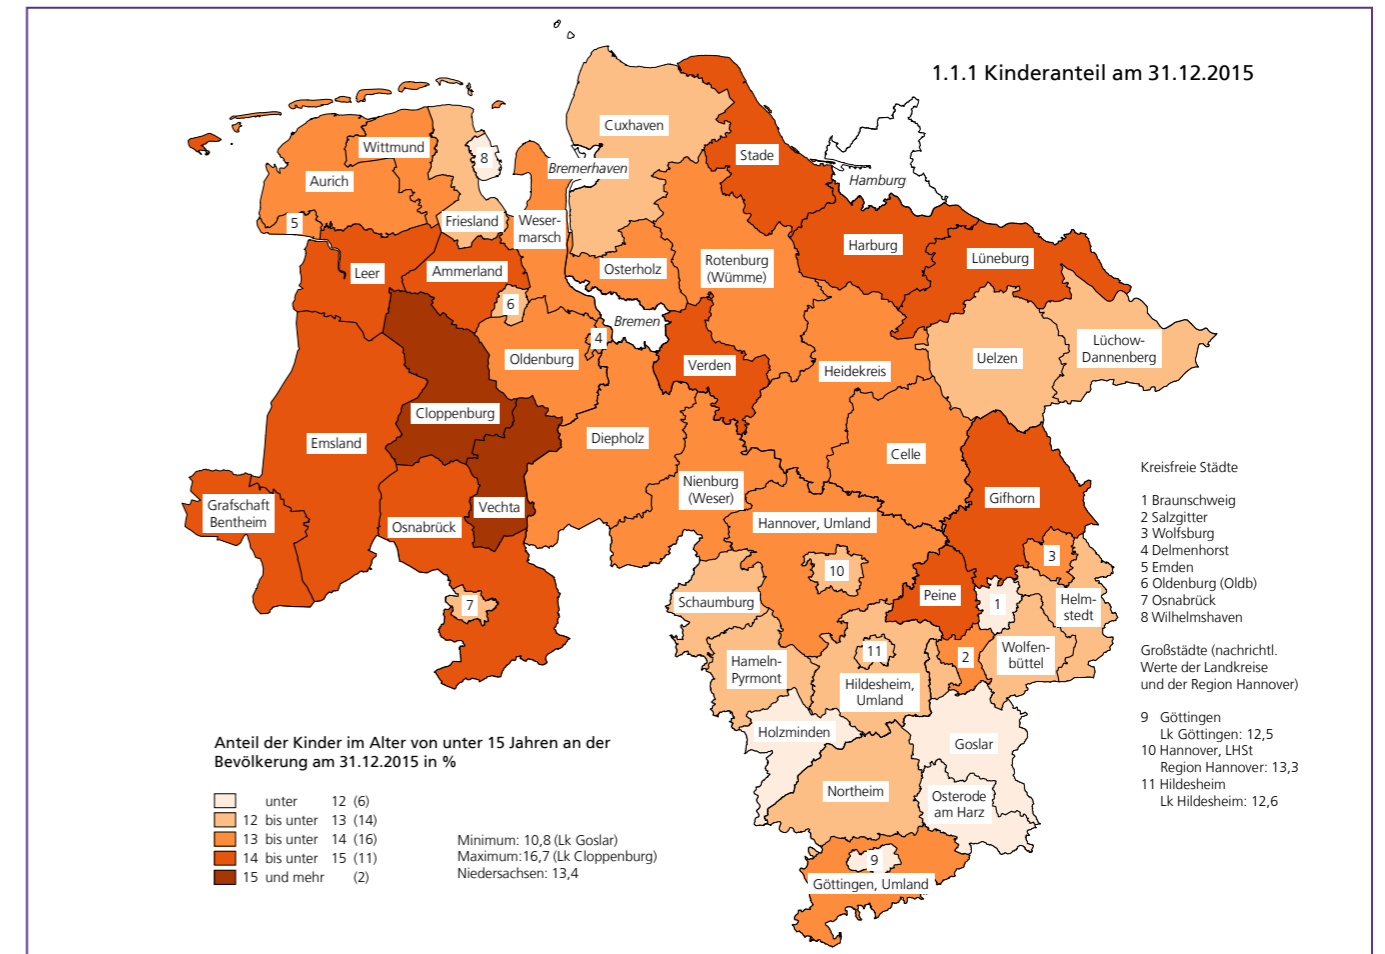 1.1.1 Kinderanteil am 31.12.2015
Cuxhaven
Wittmund
8
Stade
Bremerhaven
Hamburg
Aurich
5
Friesland
Weser-
marsch
Harburg
Lüneburg
Leer
Ammerland
Osterholz
Rotenburg
(Wümme)
6
Bremen
4
Oldenburg
Verden
Heidekreis
Uelzen
Lüchow-
Dannenberg
Cloppenburg
Emsland
Diepholz
Celle
Nienburg
(Weser)
Gifhorn
Grafschaft
Bentheim
Osnabrück
Vechta
Hannover, Umland
3
10
7
Schaumburg
Peine
1
Helm-
stedt
11
2
Wolfen-
büttel
Hameln-
Pyrmont
Hildesheim,
Umland
Holzminden
Goslar
Northeim
Osterode
am Harz
9
Göttingen, Umland
Kreisfreie Städte
1 Braunschweig
2 Salzgitter
3 Wolfsburg
4 Delmenhorst
5 Emden
6 Oldenburg (Oldb)
7 Osnabrück
8 Wilhelmshaven
Großstädte (nachrichtl.
Werte der Landkreise
und der Region Hannover)
9 Göttingen
Lk Göttingen: 12,5
10 Hannover, LHSt
Region Hannover: 13,3
11 Hildesheim
Lk Hildesheim: 12,6
Anteil der Kinder im Alter von unter 15 Jahren an der
Bevölkerung am 31.12.2015 in %
unter 12 (6)
12 bis unter 13 (14)
13 bis unter 14 (16)
14 bis unter 15 (11)
15 und mehr (2)
Minimum: 10,8 (Lk Goslar)
Maximum:16,7 (Lk Cloppenburg)
Niedersachsen: 13,4